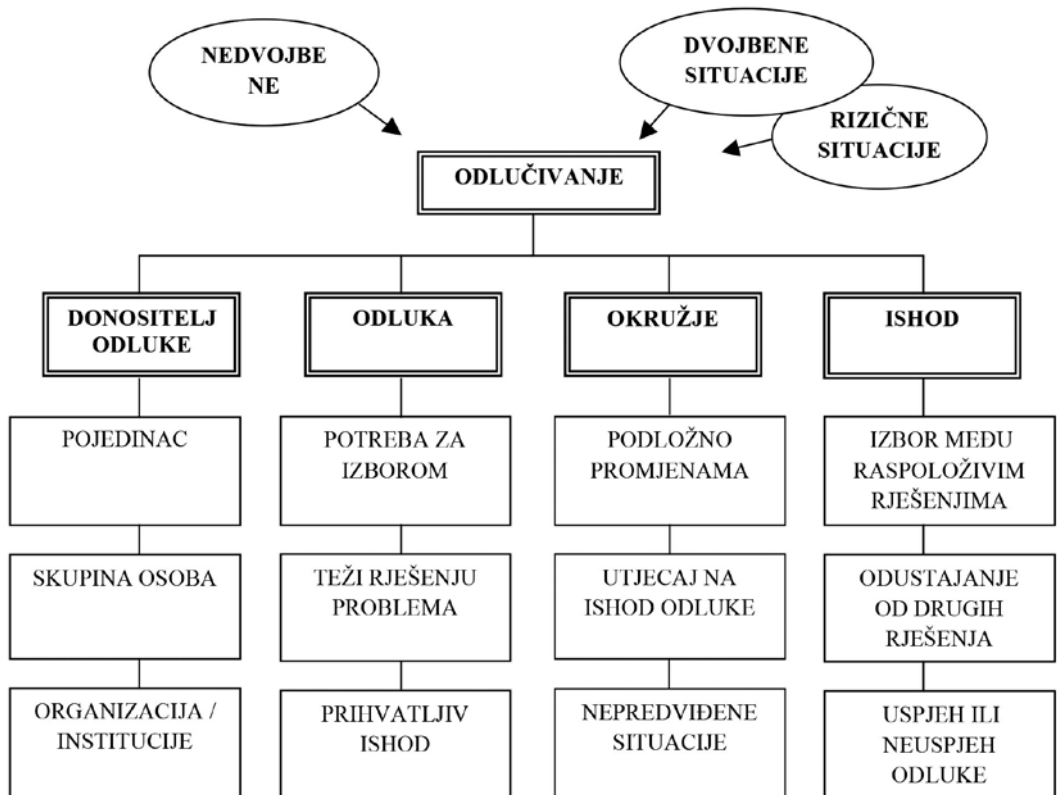 NEDVOJBE
NE
DVOJBENE
SITUACIJE
RIZIČNE
SITUACIJE
ODLUČIVANJE
DONOSITELJ
ODLUKE
ODLUKA
OKRUŽJE
ISHOD
POJEDINAC
POTREBA ZA
IZBOROM
PODLOŽNO
PROMJENAMA
IZBOR MEĐU
RASPOLOŽIVIM
RJEŠENJIMA
SKUPINA OSOBA
TEŽI RJEŠENJU
PROBLEMA
UTJECAJ NA
ISHOD ODLUKE
ODUSTAJANJE
OD DRUGIH
RJEŠENJA
ORGANIZACIJA /
INSTITUCIJE
PRIHVATLJIV
ISHOD
NEPREDVIĐENE
SITUACIJE
USPJEH ILI
NEUSPJEH
ODLUKE